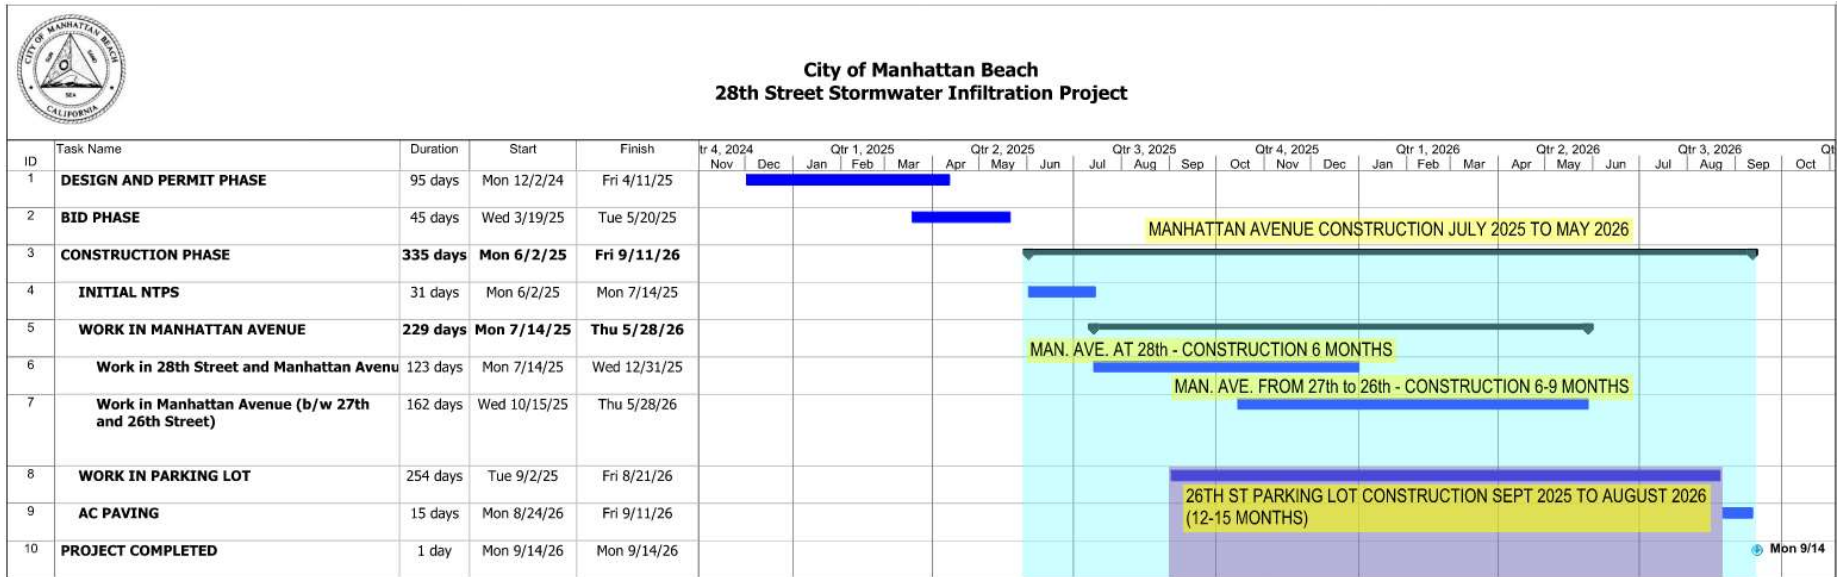 CITY OF MANHATTAN BEACH
SUN
SAND
SEA
CALIFORNIA
City of Manhattan Beach
28th Street Stormwater Infiltration Project
ID Task Name Duration Start Finish
tr 4, 2024 Qtr 1, 2025 Qtr 2, 2025 Qtr 3, 2025 Qtr 4, 2025 Qtr 1, 2026 Qtr 2, 2026 Qtr 3, 2026 Qt
Nov Dec Jan Feb Mar Apr May Jun Jul Aug Sep Oct Nov Dec Jan Feb Mar Apr May Jun Jul Aug Sep Oct
1 DESIGN AND PERMIT PHASE 95 days Mon 12/2/24 Fri 4/11/25
2 BID PHASE 45 days Wed 3/19/25 Tue 5/20/25
MANHATTAN AVENUE CONSTRUCTION JULY 2025 TO MAY 2026
3 CONSTRUCTION PHASE 335 days Mon 6/2/25 Fri 9/11/26
4 INITIAL NTPS 31 days Mon 6/2/25 Mon 7/14/25
5 WORK IN MANHATTAN AVENUE 229 days Mon 7/14/25 Thu 5/28/26
MAN. AVE. AT 28th - CONSTRUCTION 6 MONTHS
6 Work in 28th Street and Manhattan Avenu 123 days Mon 7/14/25 Wed 12/31/25
MAN. AVE. FROM 27th to 26th - CONSTRUCTION 6-9 MONTHS
7 Work in Manhattan Avenue (b/w 27th 162 days Wed 10/15/25 Thu 5/28/26
and 26th Street)
8 WORK IN PARKING LOT 254 days Tue 9/2/25 Fri 8/21/26
26TH ST PARKING LOT CONSTRUCTION SEPT 2025 TO AUGUST 2026
(12-15 MONTHS)
9 AC PAVING 15 days Mon 8/24/26 Fri 9/11/26
10 PROJECT COMPLETED 1 day Mon 9/14/26 Mon 9/14/26 Mon 9/14